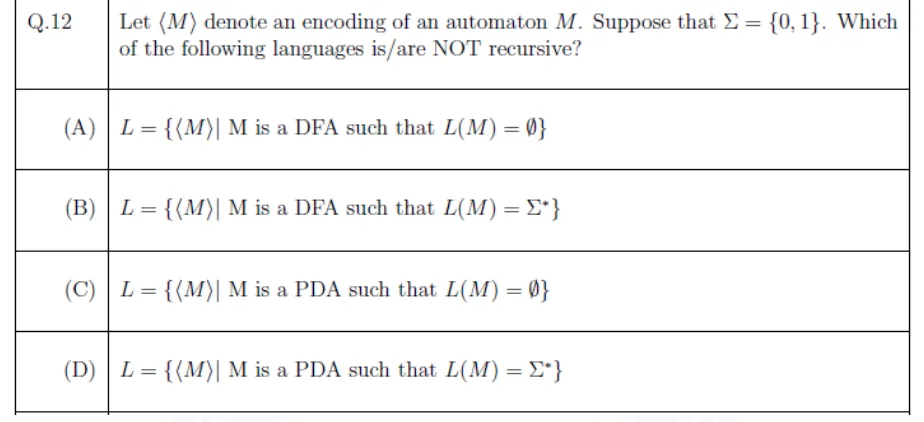 Q.12 Let ⟨M⟩ denote an encoding of an automaton M. Suppose that Σ = {0, 1}. Which
of the following languages is/are NOT recursive?
(A) L = {⟨M⟩| M is a DFA such that L(M) = ∅}
(B) L = {⟨M⟩| M is a DFA such that L(M) = Σ*}
(C) L = {⟨M⟩| M is a PDA such that L(M) = ∅}
(D) L = {⟨M⟩| M is a PDA such that L(M) = Σ*}